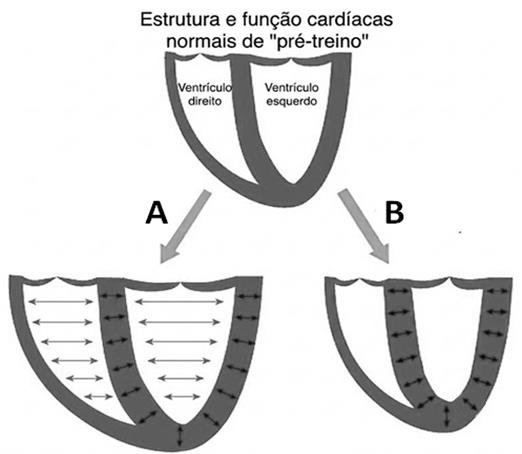 Estrutura e função cardíacas
normais de "pré-treino"
Ventrículo
direito
Ventrículo
esquerdo
A
B